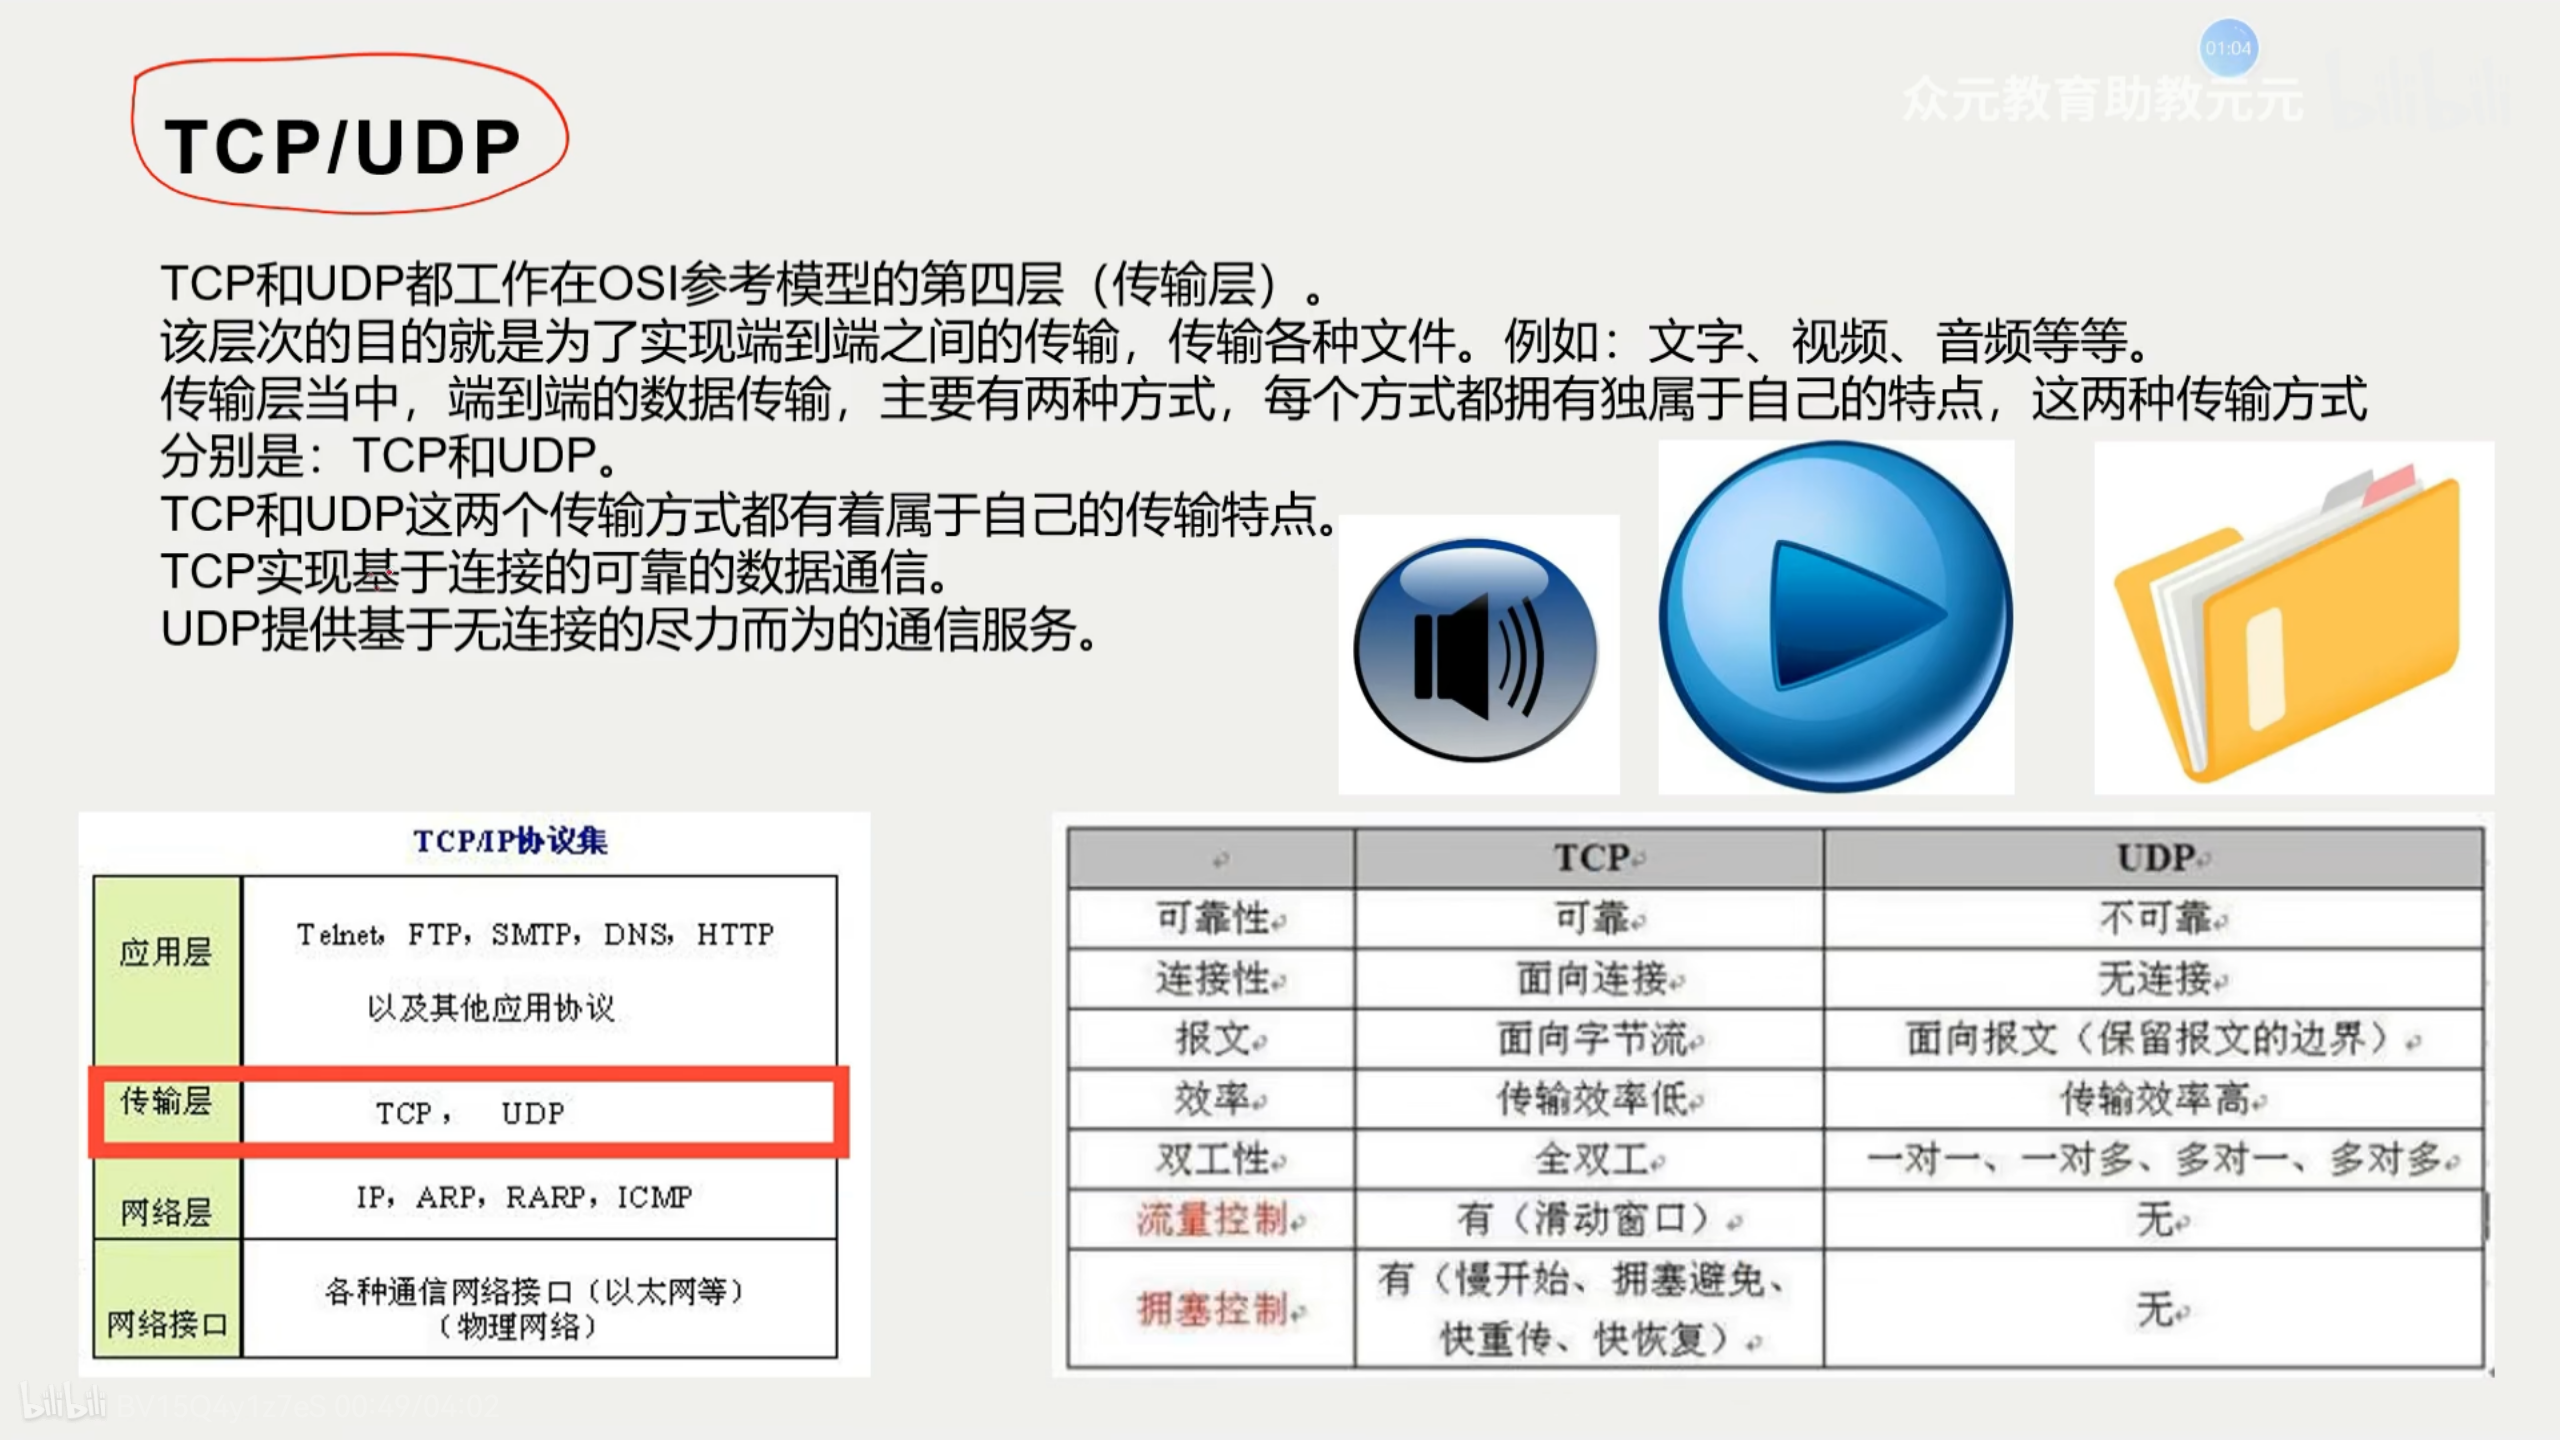 01:04
众元教育助教元元 bilibili
TCP/UDP
TCP和UDP都工作在OSI参考模型的第四层（传输层）。
该层次的目的就是为了实现端到端之间的传输，传输各种文件。例如：文字、视频、音频等等。
传输层当中，端到端的数据传输，主要有两种方式，每个方式都拥有独属于自己的特点，这两种传输方式
分别是：TCP和UDP。
TCP和UDP这两个传输方式都有着属于自己的传输特点。
TCP实现基于连接的可靠的数据通信。
UDP提供基于无连接的尽力而为的通信服务。
TCP/IP协议集
应用层 Telnet，FTP，SMTP，DNS，HTTP
以及其他应用协议
传输层 TCP， UDP
网络层 IP，ARP，RARP，ICMP
网络接口 各种通信网络接口（以太网等）
（物理网络）
TCP UDP
可靠性 可靠 不可靠
连接性 面向连接 无连接
报文 面向字节流 面向报文（保留报文的边界）
效率 传输效率低 传输效率高
双工性 全双工 一对一、一对多、多对一、多对多
流量控制 有（滑动窗口） 无
拥塞控制 有（慢开始、拥塞避免、 无
快重传、快恢复）
bilibili BV15Q4y1z7eS 00:49/04:02